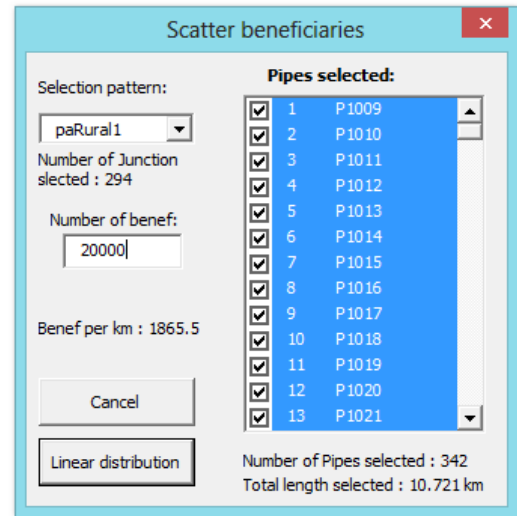 Scatter beneficiaries
×
Selection pattern:
paRural1
Number of Junction
slected : 294
Number of benef:
20000
Benef per km : 1865.5
Cancel
Linear distribution
Pipes selected:
1 P1009
2 P1010
3 P1011
4 P1012
5 P1013
6 P1014
7 P1015
8 P1016
9 P1017
10 P1018
11 P1019
12 P1020
13 P1021
Number of Pipes selected : 342
Total length selected : 10.721 km